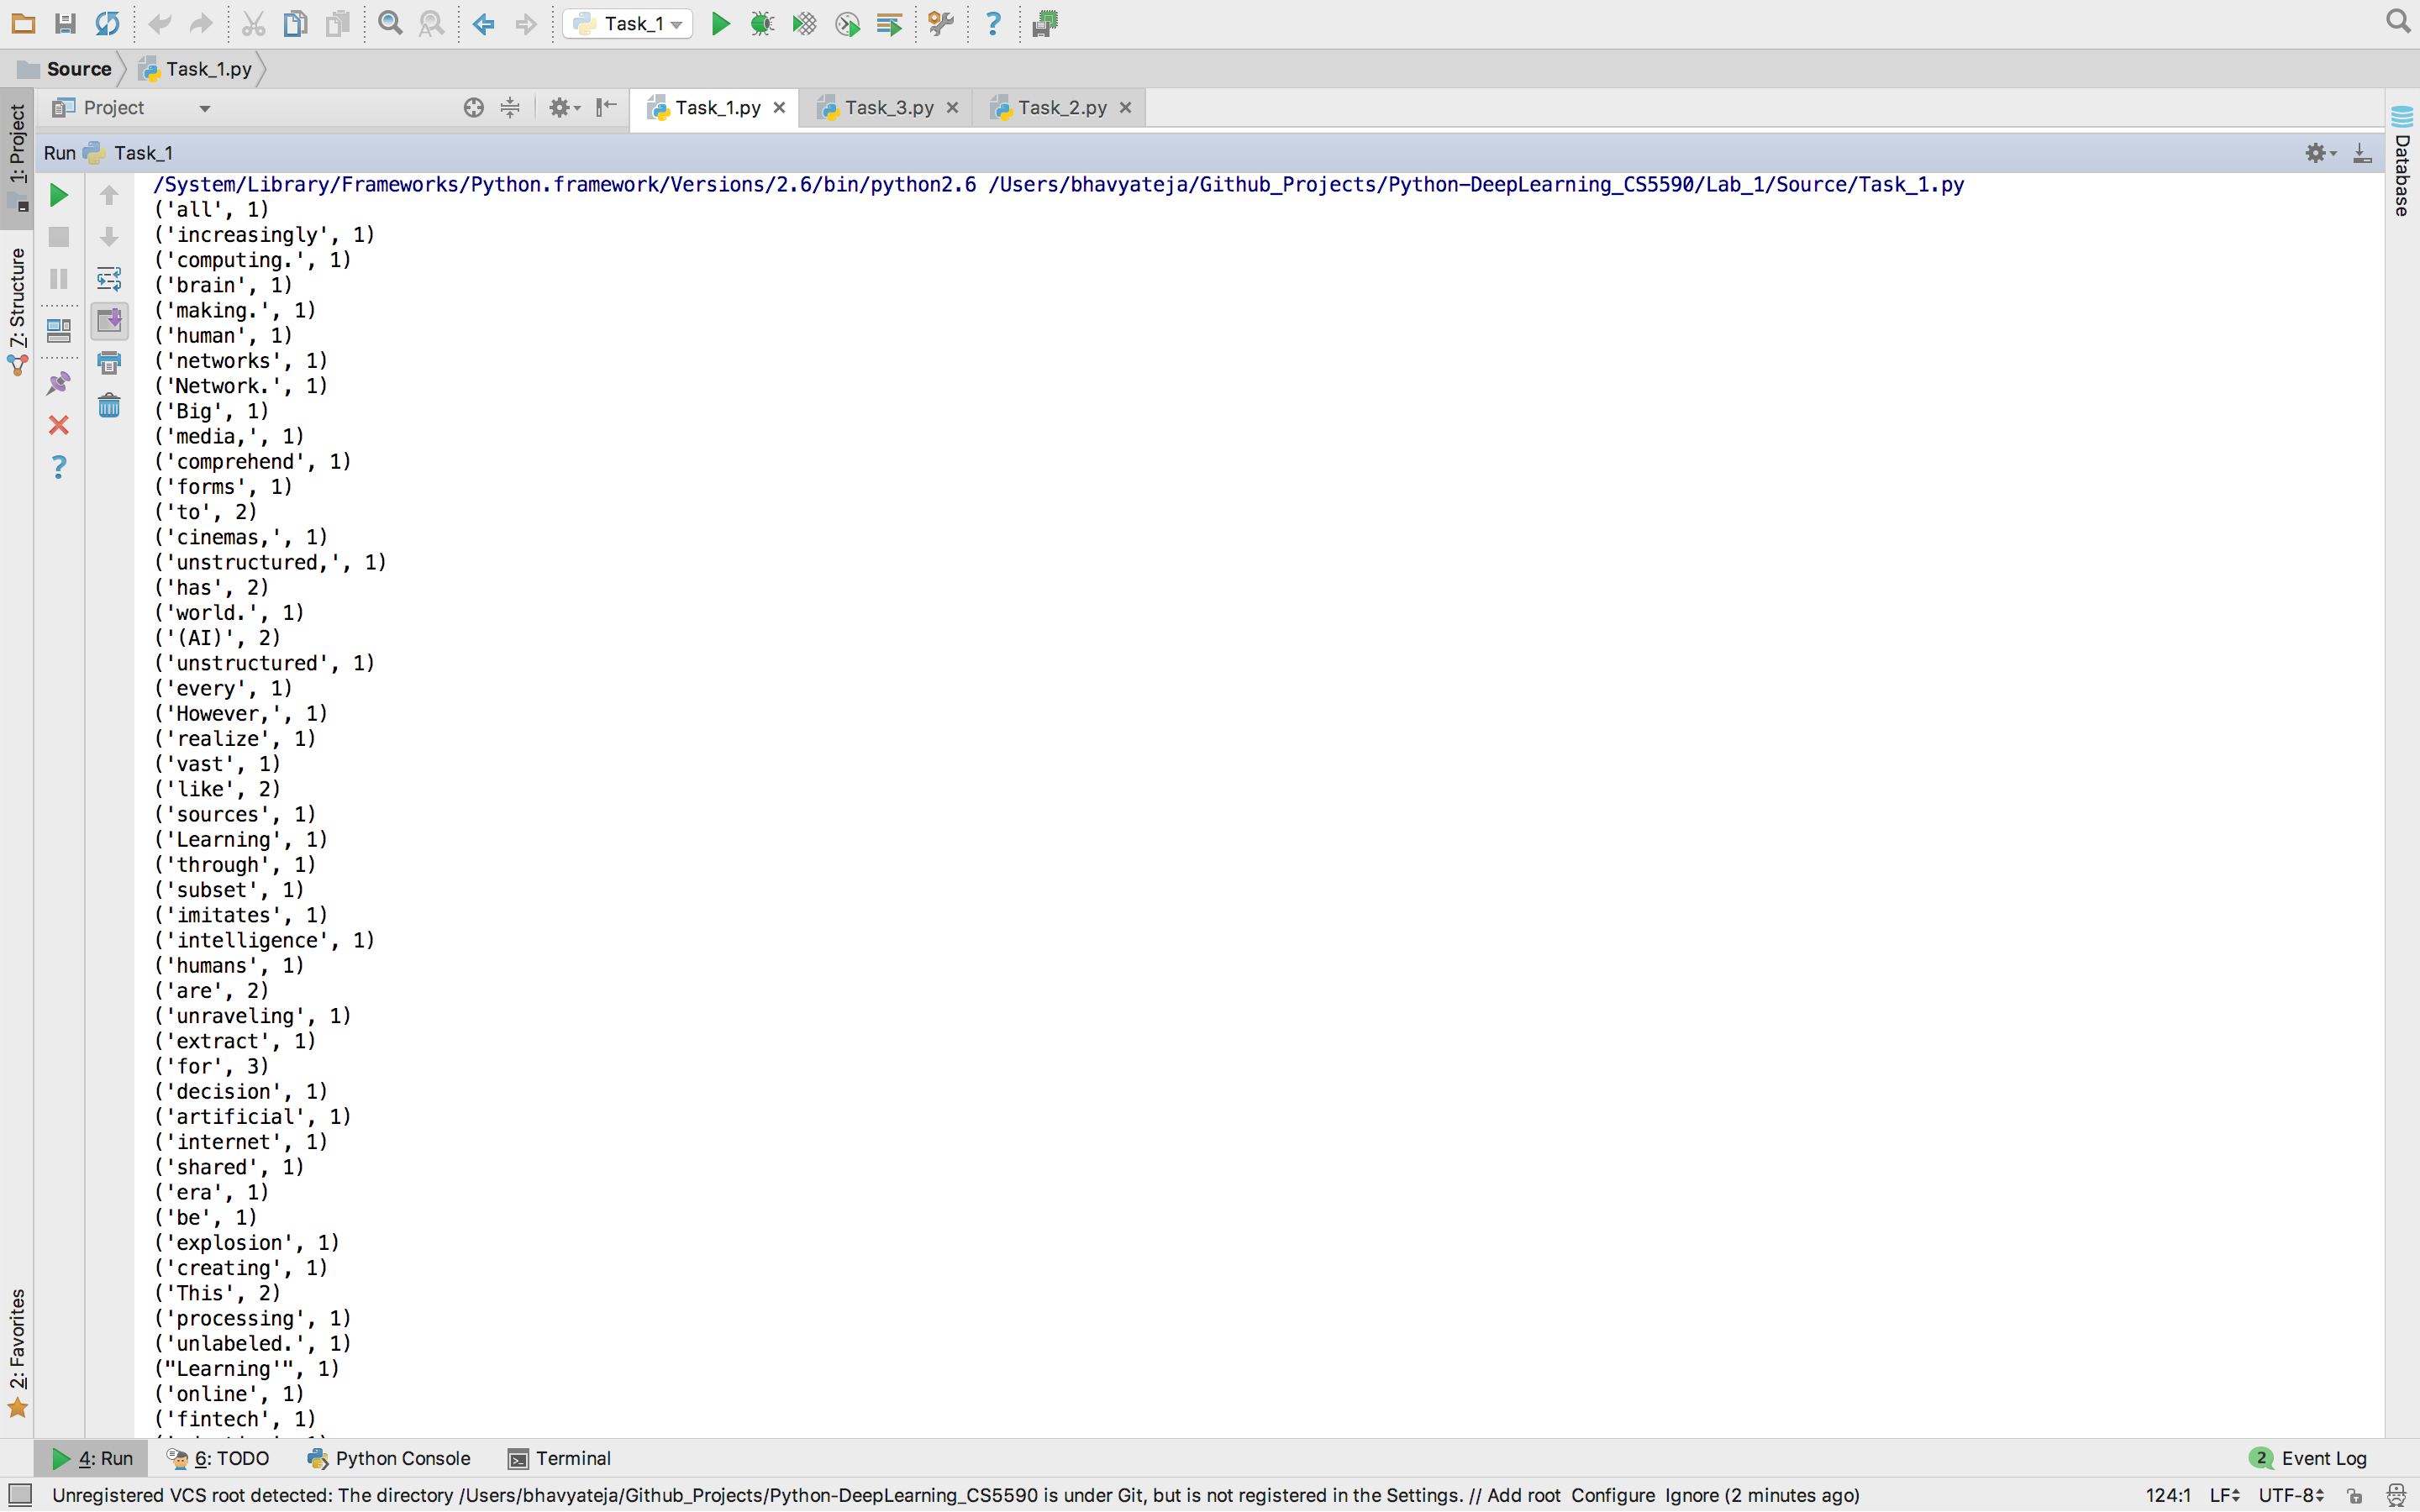 Task_1
Source
Task_1.py
Project
Task_1.py
Task_3.py
Task_2.py
1: Project
7: Structure
2: Favorites
Database
Run Task_1
/System/Library/Frameworks/Python.framework/Versions/2.6/bin/python2.6 /Users/bhavyateja/Github_Projects/Python-DeepLearning_CS5590/Lab_1/Source/Task_1.py
('all', 1)
('increasingly', 1)
('computing.', 1)
('brain', 1)
('making.', 1)
('human', 1)
('networks', 1)
('Network.', 1)
('Big', 1)
('media,', 1)
('comprehend', 1)
('forms', 1)
('to', 2)
('cinemas,', 1)
('unstructured,', 1)
('has', 2)
('world.', 1)
('(AI)', 2)
('unstructured', 1)
('every', 1)
('However,', 1)
('realize', 1)
('vast', 1)
('like', 2)
('sources', 1)
('Learning', 1)
('through', 1)
('subset', 1)
('imitates', 1)
('intelligence', 1)
('humans', 1)
('are', 2)
('unraveling', 1)
('extract', 1)
('for', 3)
('decision', 1)
('artificial', 1)
('internet', 1)
('shared', 1)
('era', 1)
('be', 1)
('explosion', 1)
('creating', 1)
('This', 2)
('processing', 1)
('unlabeled.', 1)
("Learning'", 1)
('online', 1)
('fintech', 1)
4: Run
6: TODO
Python Console
Terminal
2 Event Log
Unregistered VCS root detected: The directory /Users/bhavyateja/Github_Projects/Python-DeepLearning_CS5590 is under Git, but is not registered in the Settings. // Add root Configure Ignore (2 minutes ago)
124:1 LF UTF-8